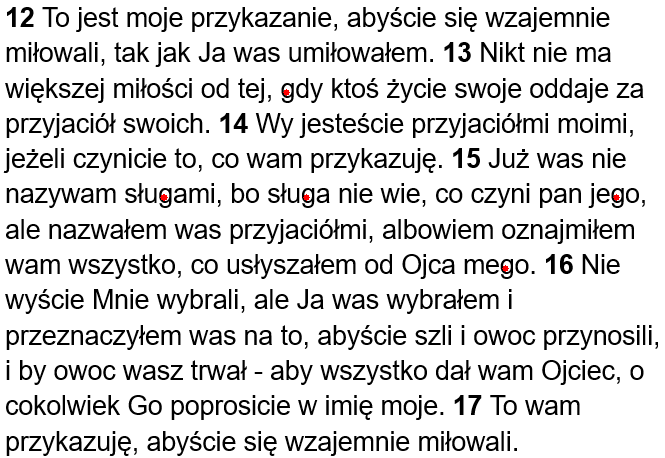 12 To jest moje przykazanie, abyście się wzajemnie
miłowali, tak jak Ja was umiłowałem. 13 Nikt nie ma
większej miłości od tej, gdy ktoś życie swoje oddaje za
przyjaciół swoich. 14 Wy jesteście przyjaciółmi moimi,
jeżeli czynicie to, co wam przykazuję. 15 Już was nie
nazywam sługami, bo sługa nie wie, co czyni pan jego,
ale nazwałem was przyjaciółmi, albowiem oznajmiłem
wam wszystko, co usłyszałem od Ojca mego. 16 Nie
wyście Mnie wybrali, ale Ja was wybrałem i
przeznaczyłem was na to, abyście szli i owoc przynosili,
i by owoc wasz trwał - aby wszystko dał wam Ojciec, o
cokolwiek Go poprosicie w imię moje. 17 To wam
przykazuję, abyście się wzajemnie miłowali.